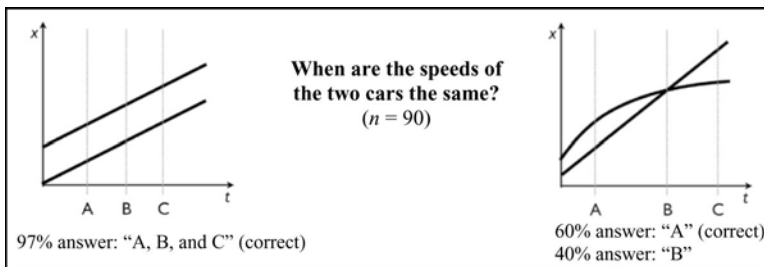 x
A B C
t
97% answer: “A, B, and C” (correct)
When are the speeds of
the two cars the same?
(n = 90)
x
A B C
t
60% answer: “A” (correct)
40% answer: “B”